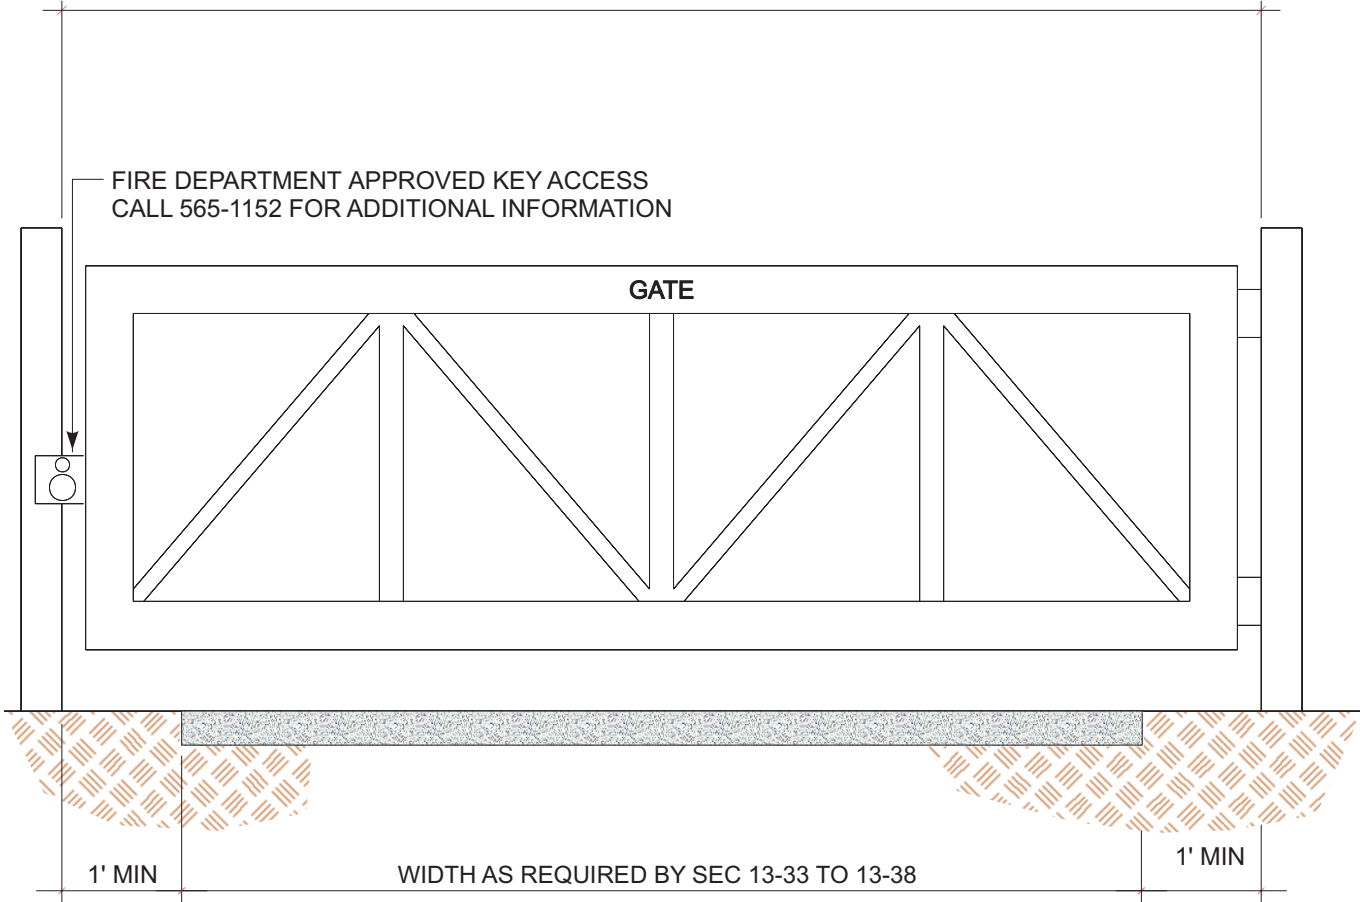 FIRE DEPARTMENT APPROVED KEY ACCESS
CALL 565-1152 FOR ADDITIONAL INFORMATION
GATE
1' MIN
WIDTH AS REQUIRED BY SEC 13-33 TO 13-38
1' MIN